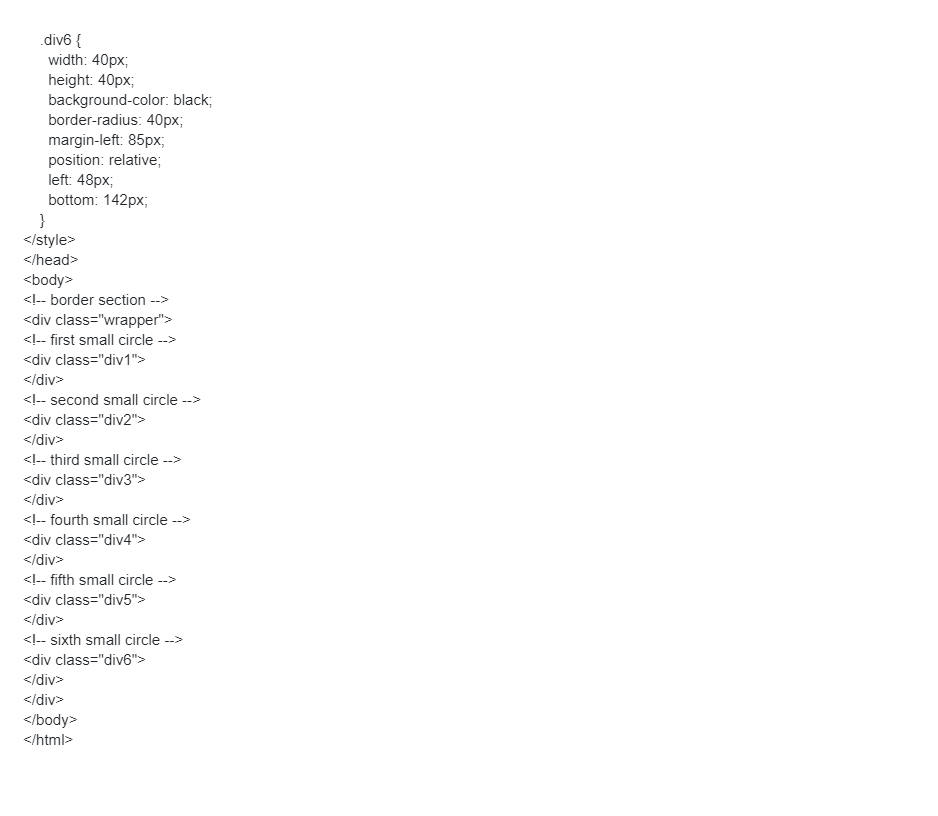 .div6 {
width: 40px;
height: 40px;
background-color: black;
border-radius: 40px;
margin-left: 85px;
position: relative;
left: 48px;
bottom: 142px;
}
</style>
</head>
<body>
<!-- border section -->
<div class="wrapper">
<!-- first small circle -->
<div class="div1">
</div>
<!-- second small circle -->
<div class="div2">
</div>
<!-- third small circle -->
<div class="div3">
</div>
<!-- fourth small circle -->
<div class="div4">
</div>
<!-- fifth small circle -->
<div class="div5">
</div>
<!-- sixth small circle -->
<div class="div6">
</div>
</div>
</body>
</html>